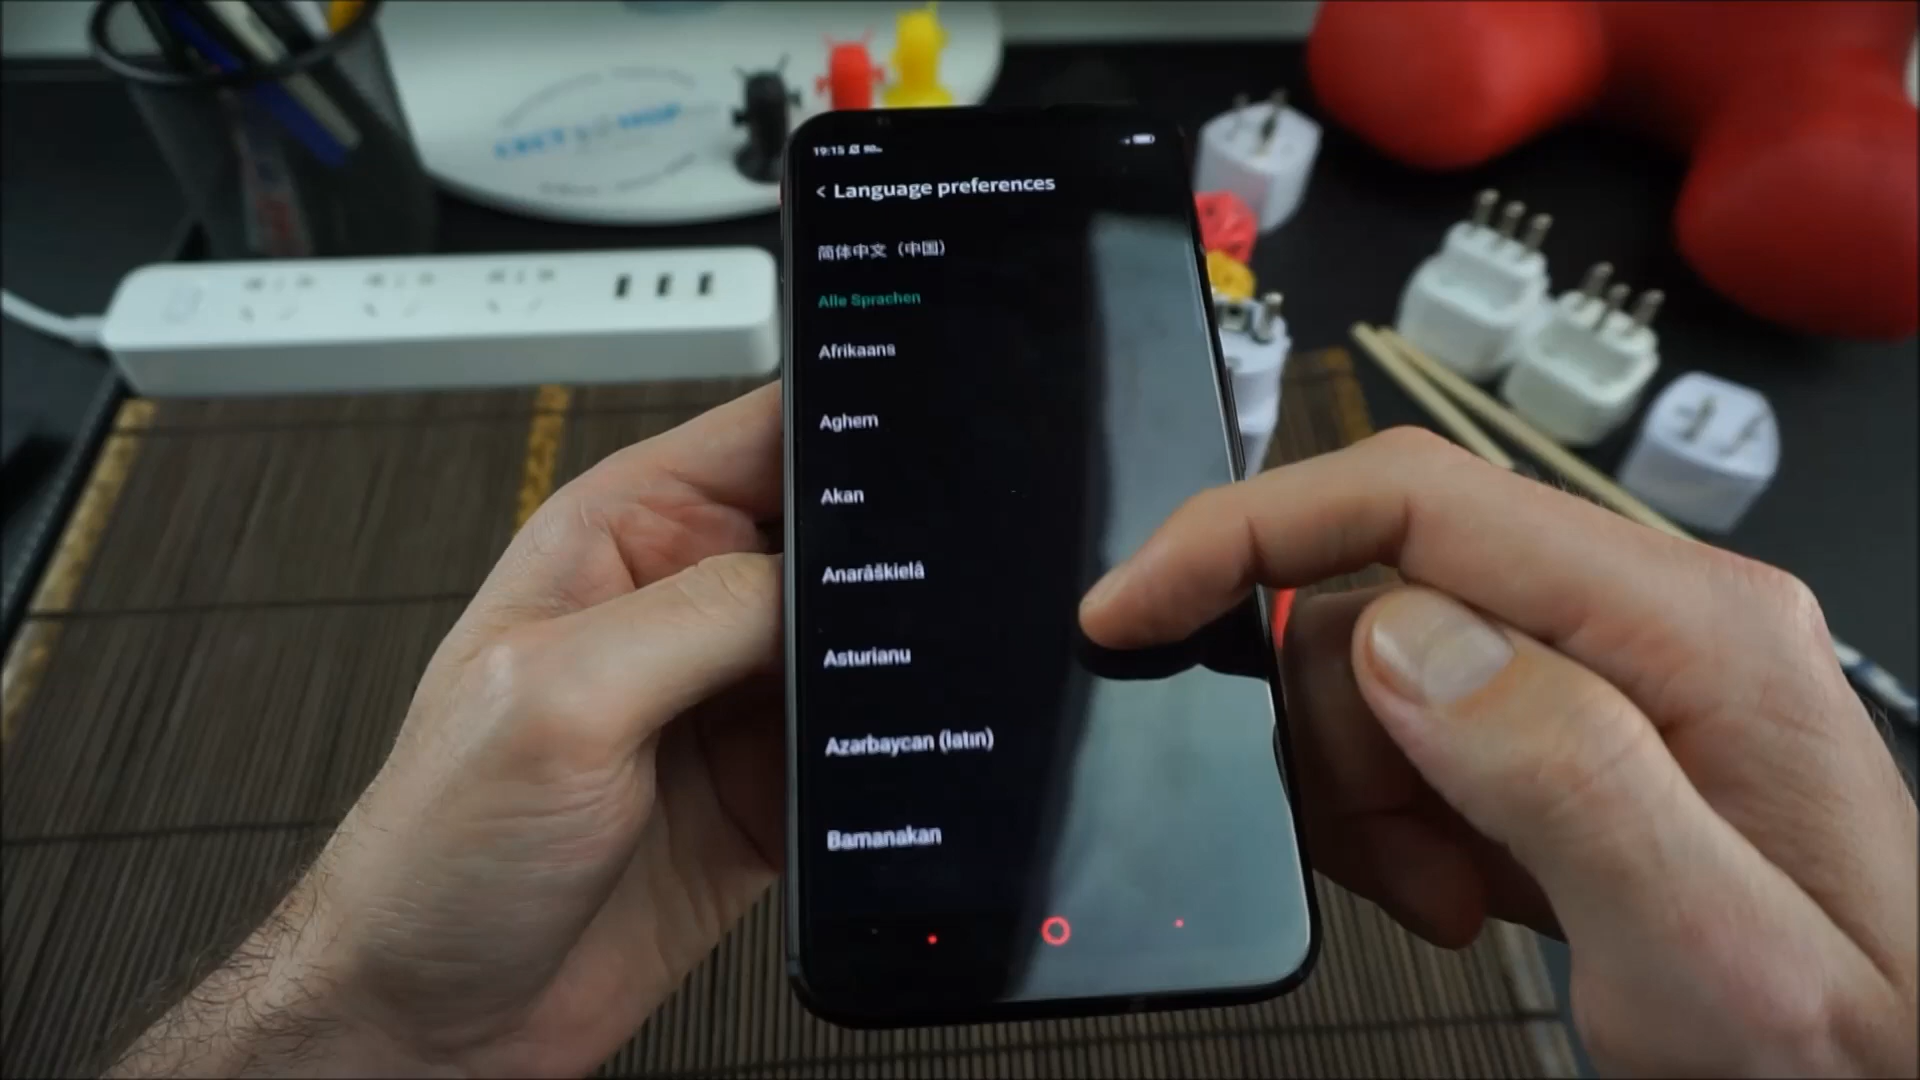 19:15
< Language preferences
简体中文（中国）
Alle Sprachen
Afrikaans
Aghem
Akan
Anarâškielâ
Asturianu
Azərbaycan (latın)
Bamanakan